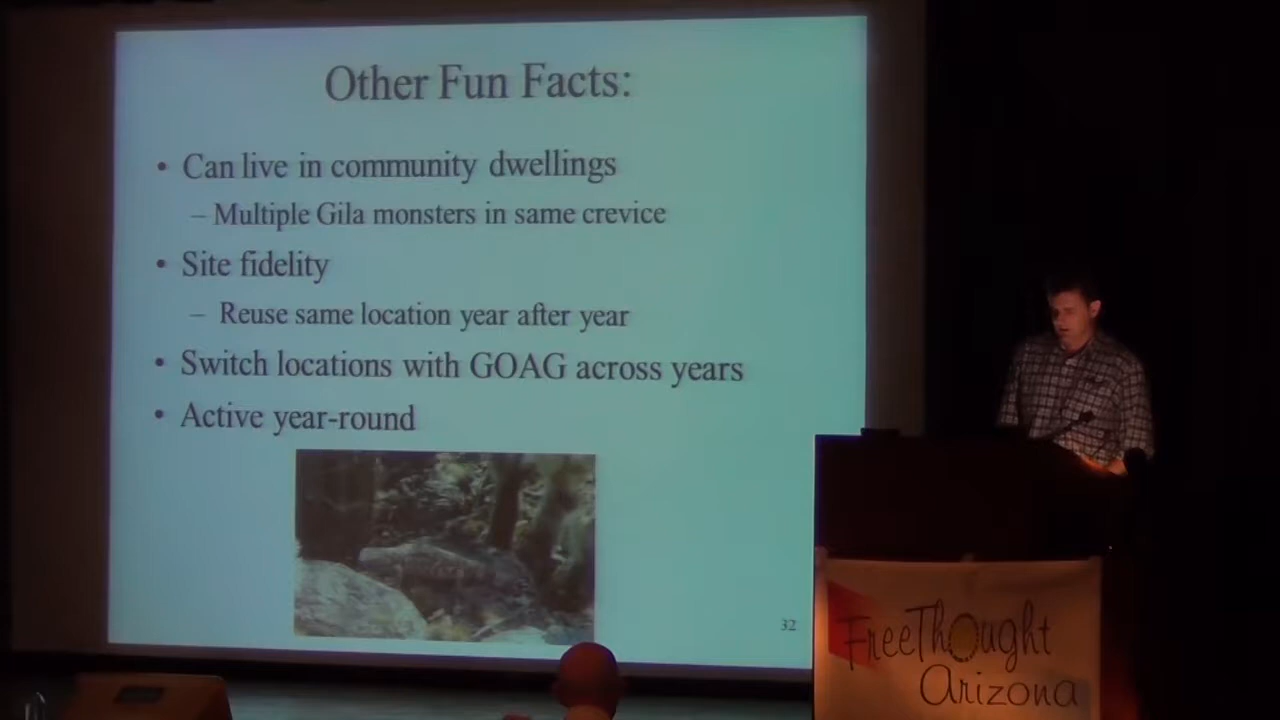 Other Fun Facts:
• Can live in community dwellings
– Multiple Gila monsters in same crevice
• Site fidelity
– Reuse same location year after year
• Switch locations with GOAG across years
• Active year-round
32
FreeThought
Arizona